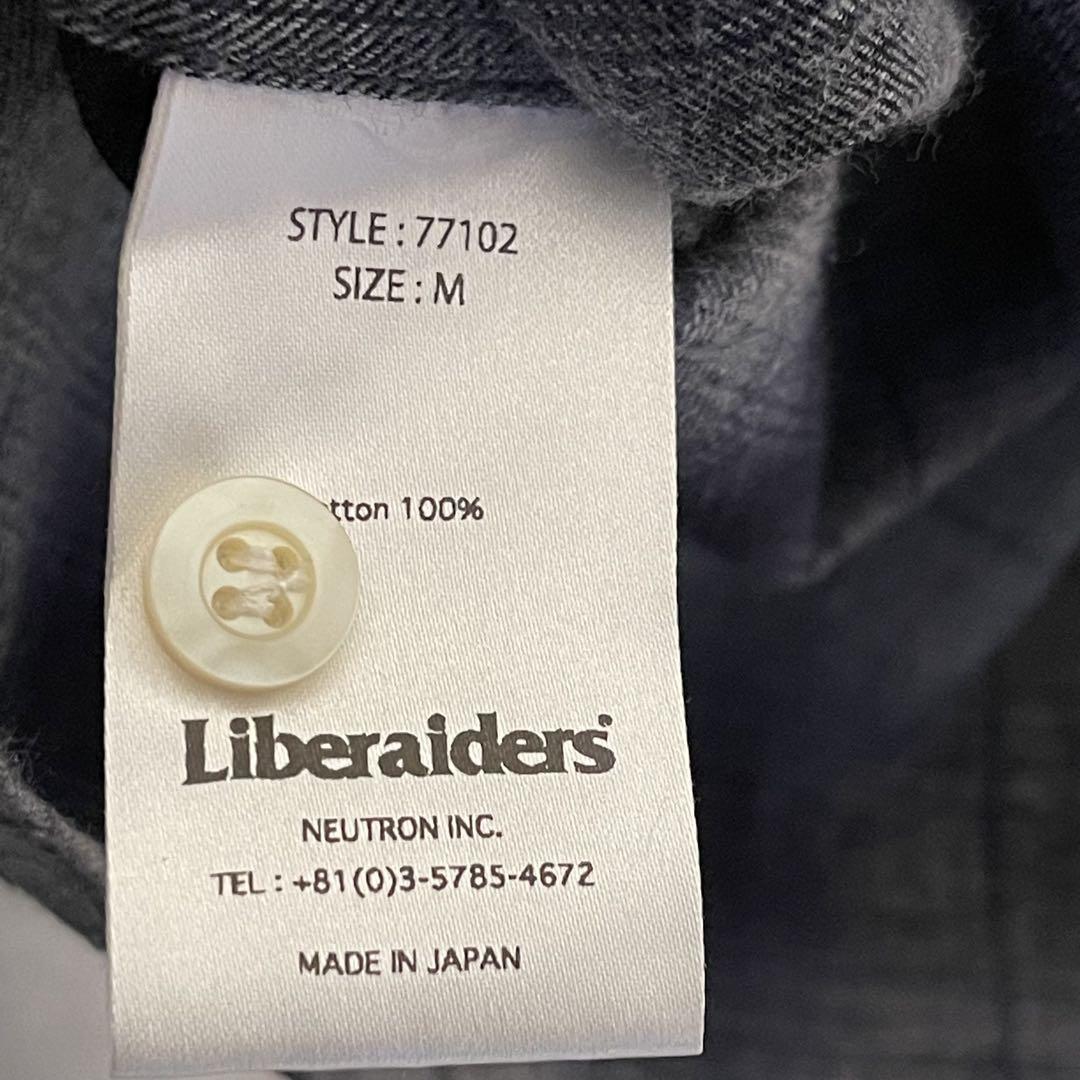 STYLE : 77102
SIZE : M
tton 100%
Liberaiders
NEUTRON INC.
TEL : +81(0)3-5785-4672
MADE IN JAPAN